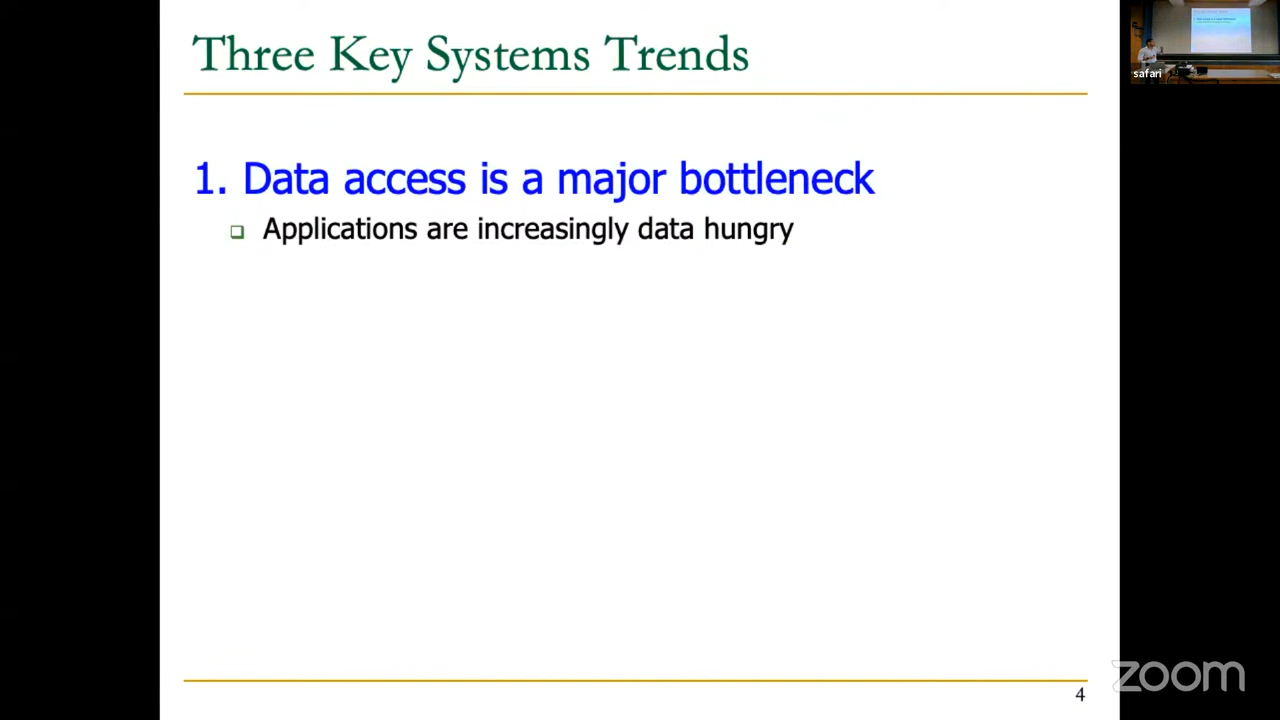 Three Key Systems Trends
safari
1. Data access is a major bottleneck
Applications are increasingly data hungry
4
zoom